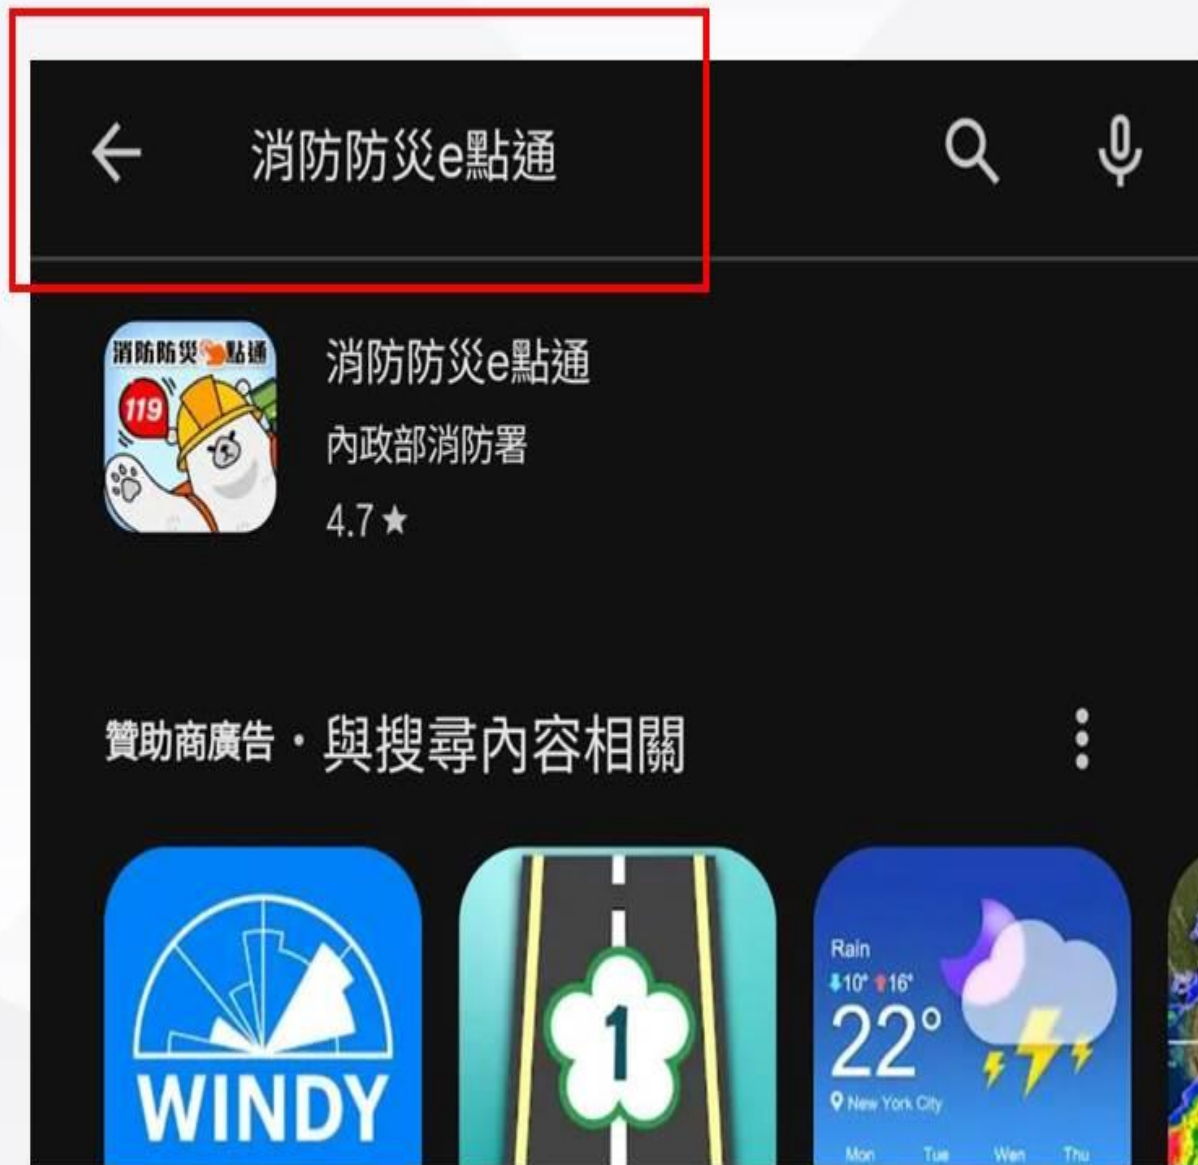 消防防災e點通
消防防災e點通
119
消防防災e點通
內政部消防署
4.7★
贊助商廣告・與搜尋內容相關
WINDY
1
Rain
⬇10° ⬆16°
22°
New York City
Mon Tue Wen Thu